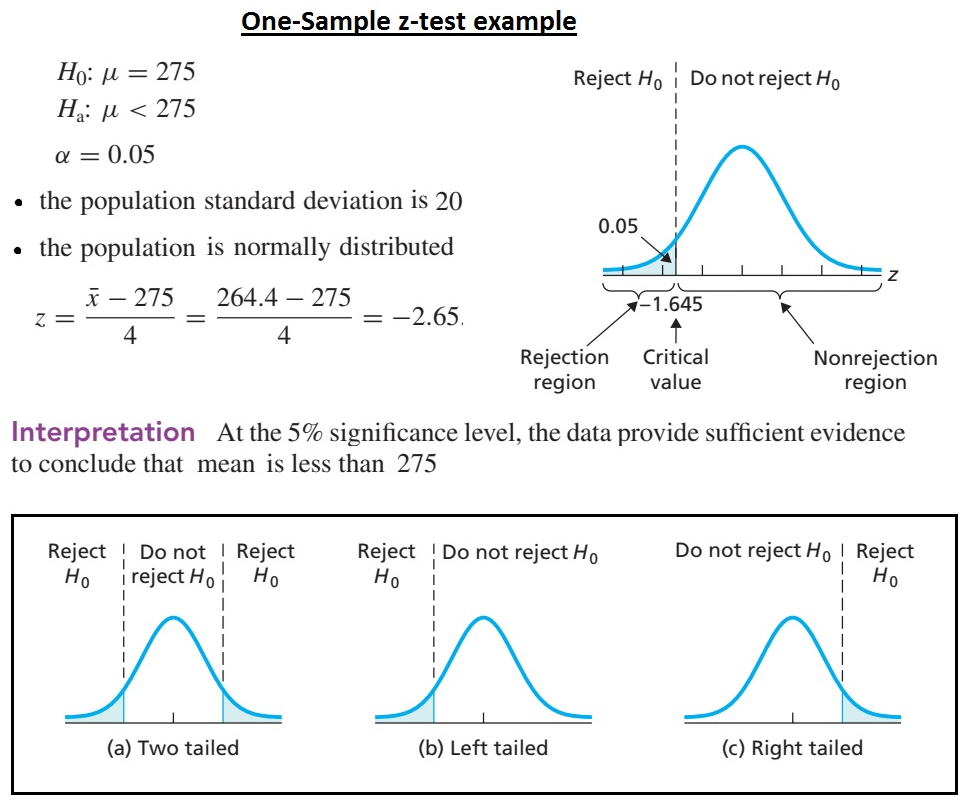 One-Sample z-test example
H₀: μ = 275
Hₐ: μ < 275
α = 0.05
• the population standard deviation is 20
• the population is normally distributed
z = (x̄ − 275)/4 = (264.4 − 275)/4 = −2.65.
Reject H₀ Do not reject H₀
0.05
z
−1.645
Rejection region
Critical value
Nonrejection region
Interpretation At the 5% significance level, the data provide sufficient evidence
to conclude that mean is less than 275
Reject H₀
Do not reject H₀
Reject H₀
(a) Two tailed
Reject H₀
Do not reject H₀
(b) Left tailed
Do not reject H₀
Reject H₀
(c) Right tailed